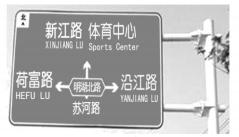 北
新江路 体育中心
XINJIANG LU Sports Center
荷富路 明珠北路 沿江路
HEFU LU YANJIANG LU
苏河路